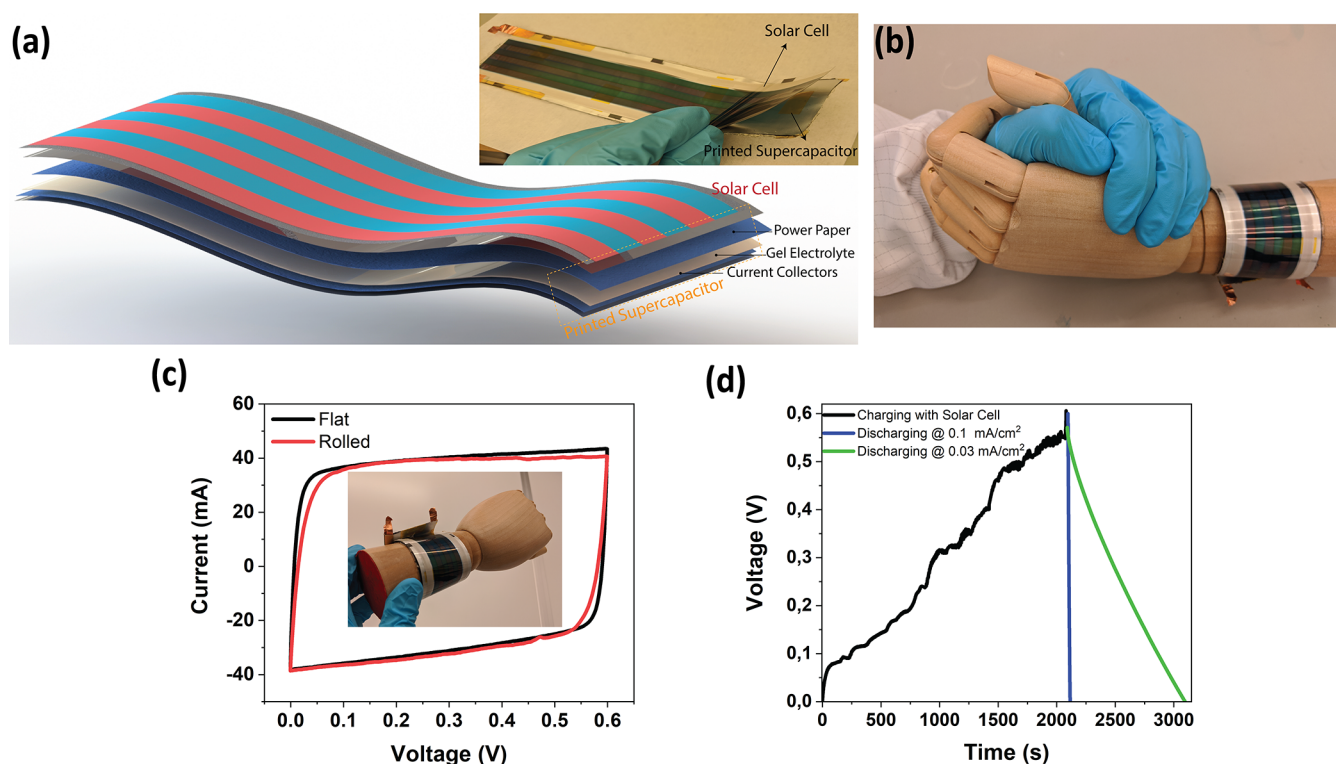 (a)
Solar Cell
Printed Supercapacitor
Solar Cell
Power Paper
Gel Electrolyte
Current Collectors
Printed Supercapacitor
(b)
(c)
60
40
20
0
-20
-40
Current (mA)
Flat
Rolled
0.0 0.1 0.2 0.3 0.4 0.5 0.6
Voltage (V)
(d)
0,6
0,5
0,3
0,2
0,1
0,0
Voltage (V)
Charging with Solar Cell
Discharging @ 0.1 mA/cm²
Discharging @ 0.03 mA/cm²
0 500 1000 1500 2000 2500 3000
Time (s)